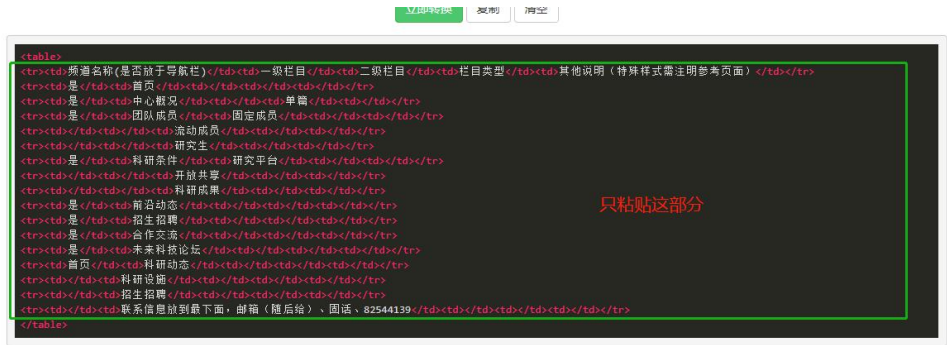 立即转换 复制 清空
<table>
<tr><td>频道名称(是否放于导航栏)</td><td>一级栏目</td><td>二级栏目</td><td>栏目类型</td><td>其他说明（特殊样式需注明参考页面）</td></tr>
<tr><td>是</td><td>首页</td><td></td><td></td><td></td></tr>
<tr><td>是</td><td>中心概况</td><td></td><td>单篇</td><td></td></tr>
<tr><td>是</td><td>团队成员</td><td>固定成员</td><td></td><td></td></tr>
<tr><td></td><td></td><td>流动成员</td><td></td><td></td></tr>
<tr><td></td><td></td><td>研究生</td><td></td><td></td></tr>
<tr><td>是</td><td>科研条件</td><td>研究平台</td><td></td><td></td></tr>
<tr><td></td><td></td><td>开放共享</td><td></td><td></td></tr>
<tr><td></td><td></td><td>科研成果</td><td></td><td></td></tr>
<tr><td>是</td><td>前沿动态</td><td></td><td></td><td></td></tr>
<tr><td>是</td><td>招生招聘</td><td></td><td></td><td></td></tr>
<tr><td>是</td><td>合作交流</td><td></td><td></td><td></td></tr>
<tr><td>是</td><td>未来科技论坛</td><td></td><td></td><td></td></tr>
<tr><td>首页</td><td>科研动态</td><td></td><td></td><td></td></tr>
<tr><td></td><td>科研设施</td><td></td><td></td><td></td></tr>
<tr><td></td><td>招生招聘</td><td></td><td></td><td></td></tr>
<tr><td></td><td>联系信息放到最下面，邮箱（随后给）、固话、82544139</td><td></td><td></td><td></td></tr>
</table>
只粘贴这部分